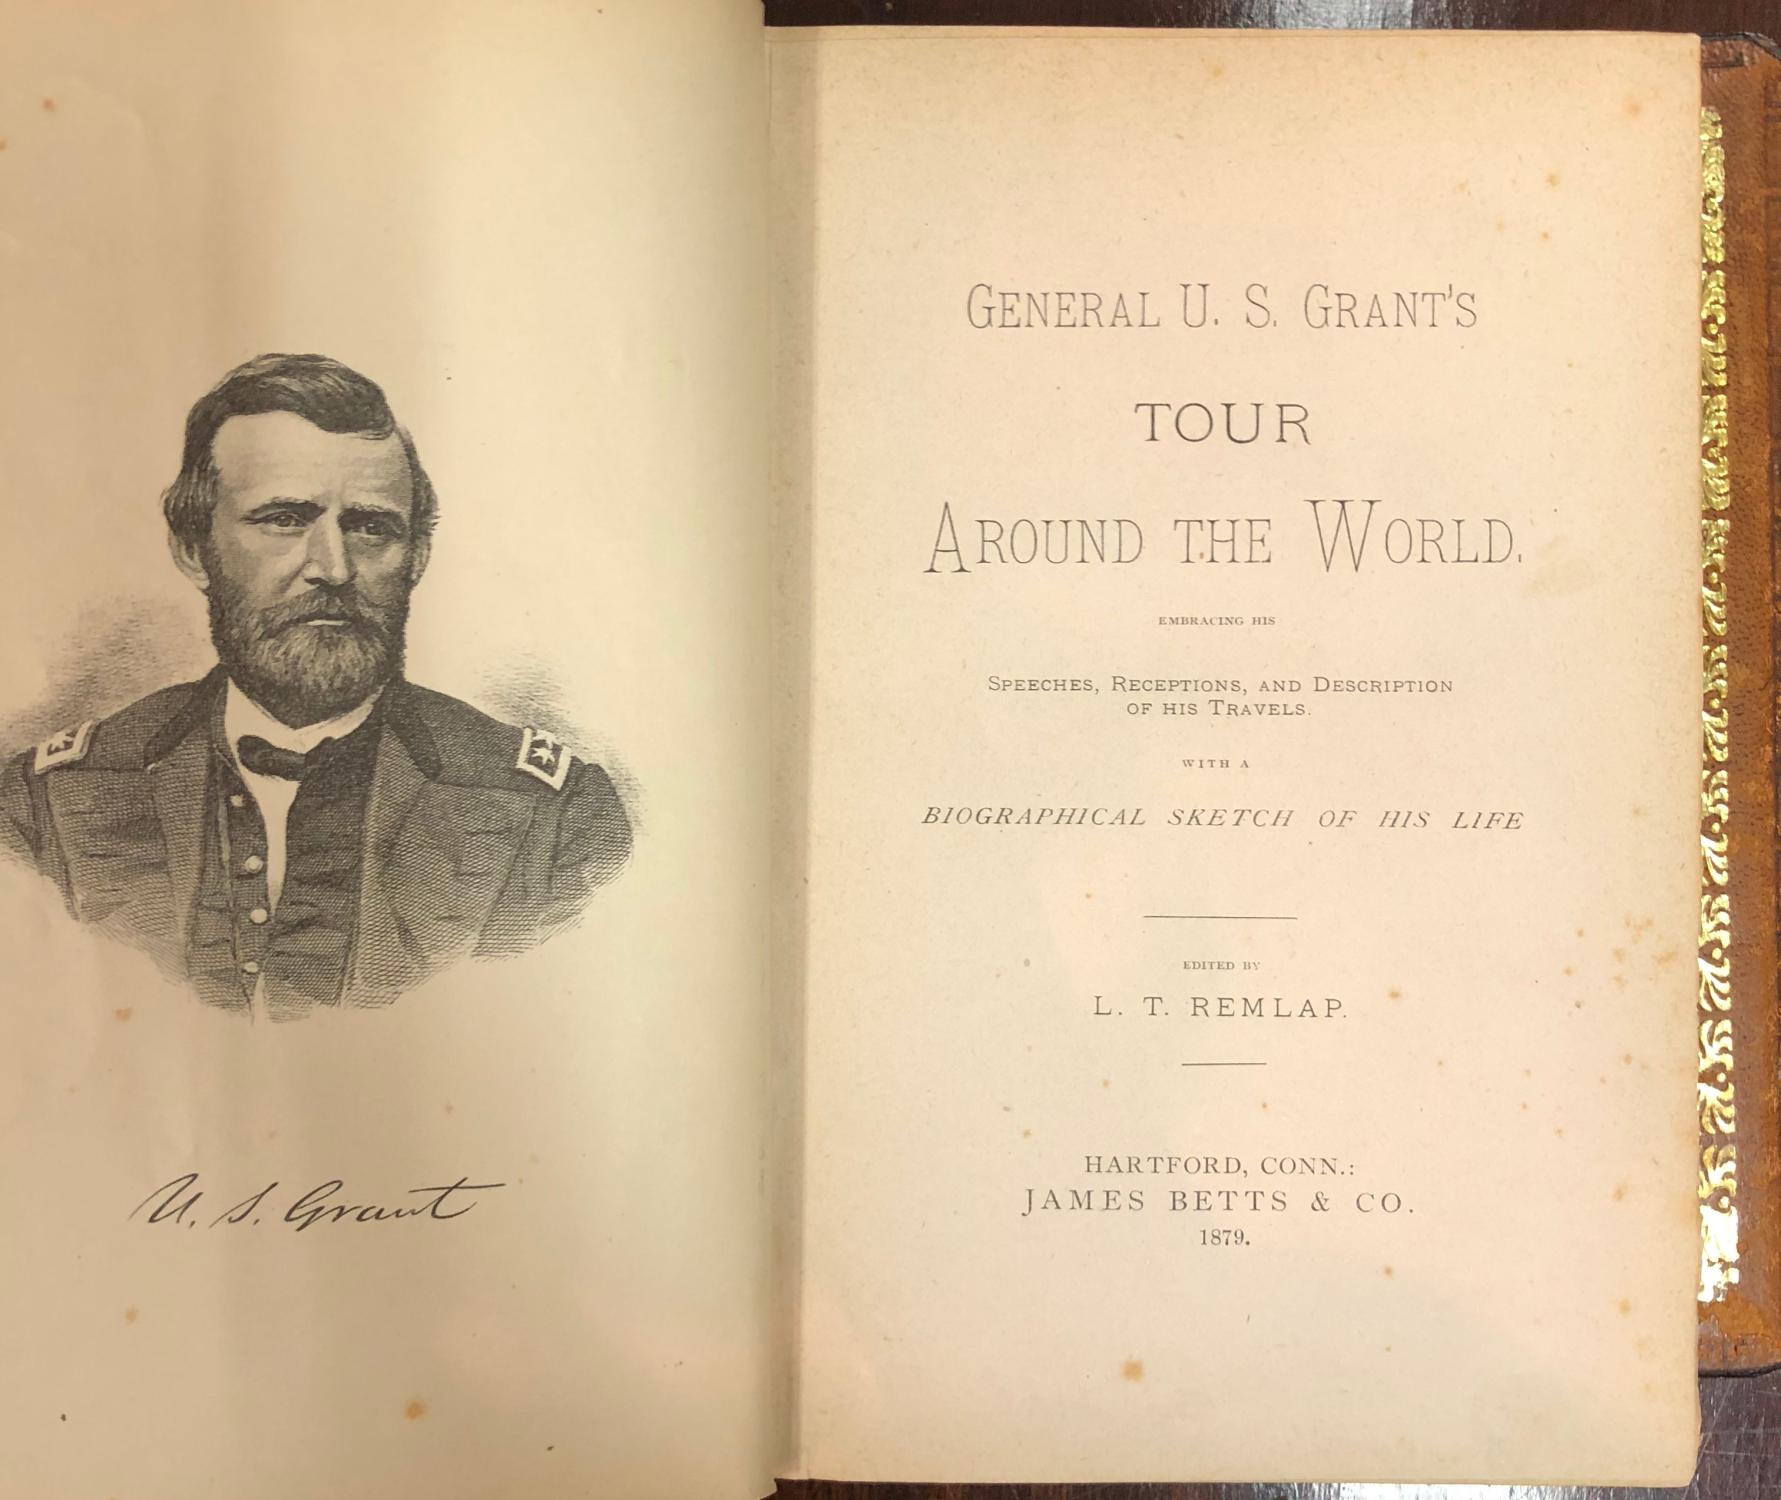 U. S. Grant
GENERAL U. S. GRANT'S
TOUR
AROUND THE WORLD.
EMBRACING HIS
SPEECHES, RECEPTIONS, AND DESCRIPTION
OF HIS TRAVELS.
WITH A
BIOGRAPHICAL SKETCH OF HIS LIFE
EDITED BY
L. T. REMLAP.
HARTFORD, CONN.:
JAMES BETTS & CO.
1879.